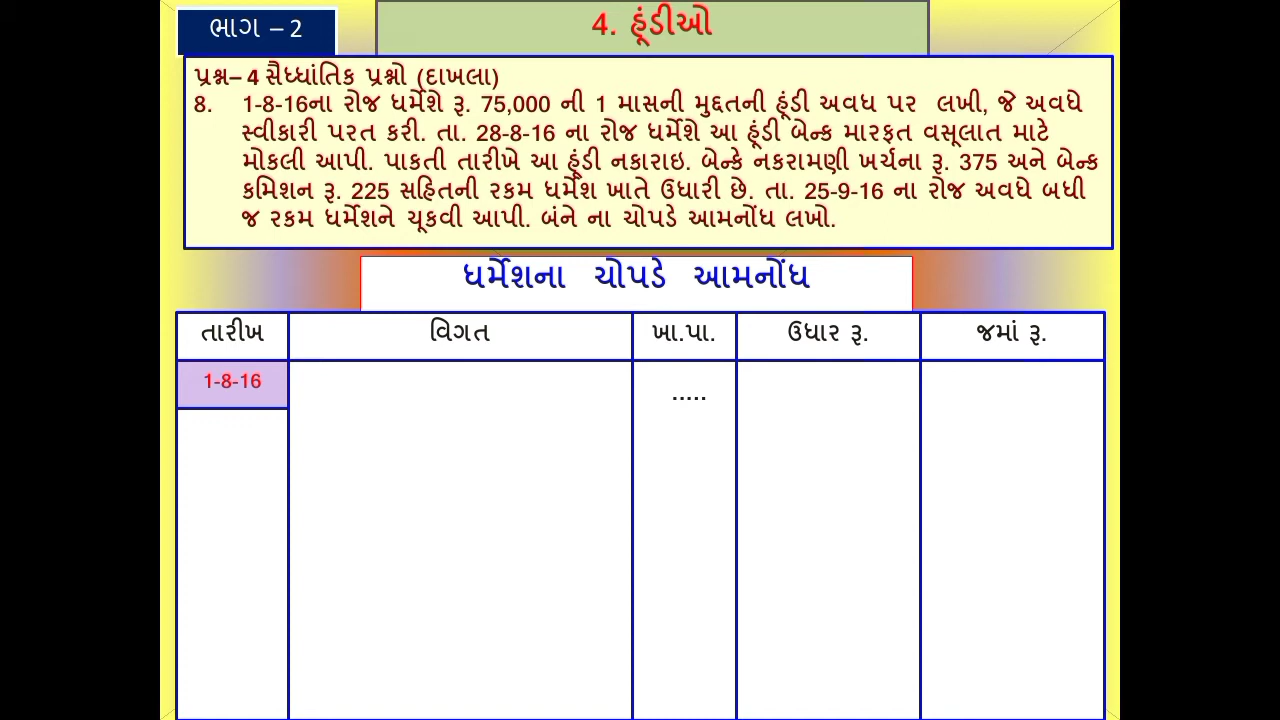 ભાગ – 2
4. હૂંડીઓ
પ્રશ્ન– 4 સૈધ્ધાંતિક પ્રશ્નો (દાખલા)
8. 1-8-16ના રોજ ધર્મેશે રૂ. 75,000 ની 1 માસની મુદ્દતની હૂંડી અવધ પર લખી, જે અવધે
સ્વીકારી પરત કરી. તા. 28-8-16 ના રોજ ધર્મેશે આ હૂંડી બેન્ક મારફત વસૂલાત માટે
મોકલી આપી. પાકતી તારીખે આ હૂંડી નકારાઇ. બેન્કે નકરામણી ખર્ચના રૂ. 375 અને બેન્ક
કમિશન રૂ. 225 સહિતની રકમ ધર્મેશ ખાતે ઉધારી છે. તા. 25-9-16 ના રોજ અવધે બધી
જ રકમ ધર્મેશને ચૂકવી આપી. બંને ના ચોપડે આમનોંધ લખો.
ધર્મેશના ચોપડે આમનોંધ
તારીખ વિગત ખા.પા. ઉધાર રૂ. જમાં રૂ.
1-8-16 .....